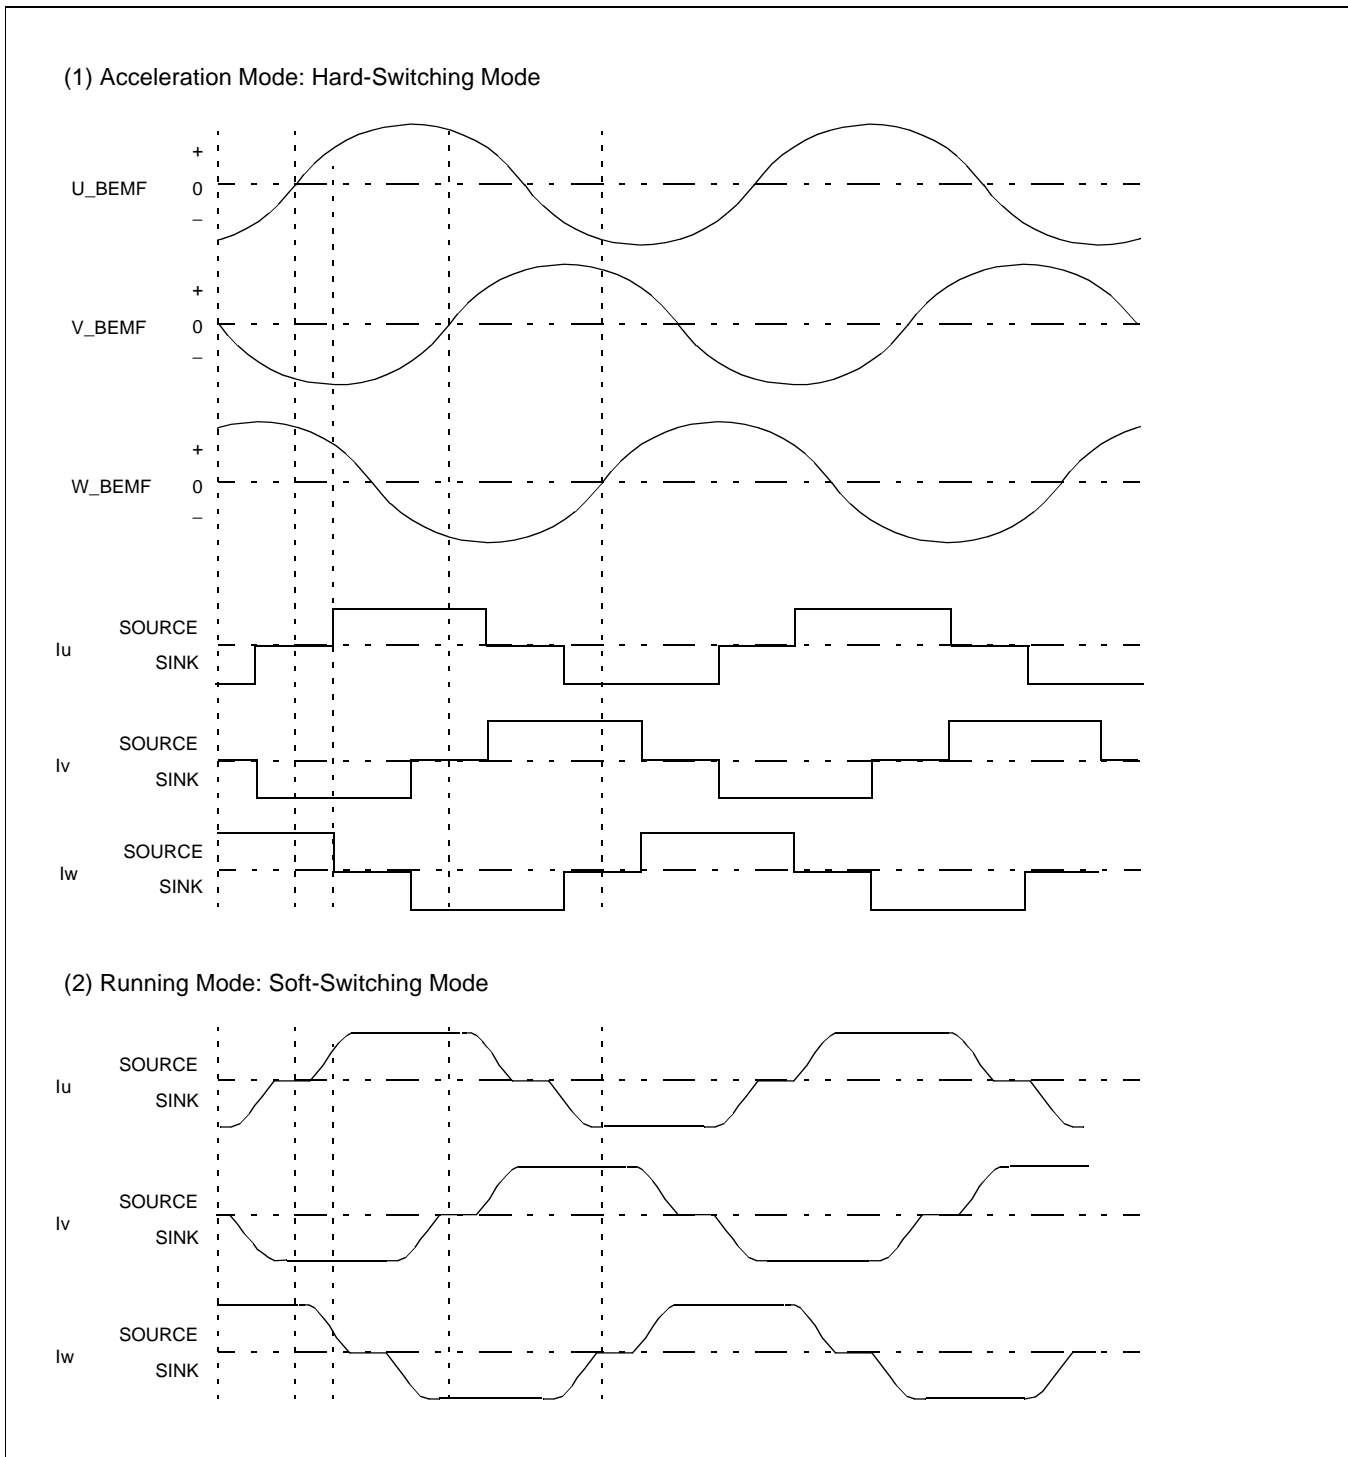 (1) Acceleration Mode: Hard-Switching Mode
+
U_BEMF 0
–
+
V_BEMF 0
–
+
W_BEMF 0
–
SOURCE
Iu
SINK
SOURCE
Iv
SINK
SOURCE
Iw
SINK
(2) Running Mode: Soft-Switching Mode
SOURCE
Iu
SINK
SOURCE
Iv
SINK
SOURCE
Iw
SINK